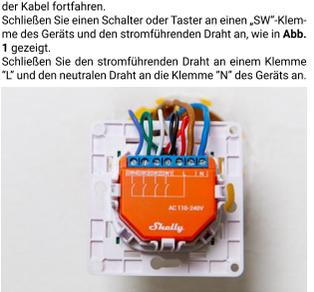 der Kabel fortfahren.
Schließen Sie einen Schalter oder Taster an einen „SW”-Klem-
me des Geräts und den stromführenden Draht an, wie in Abb.
1 gezeigt.
Schließen Sie den stromführenden Draht an einem Klemme
“L” und den neutralen Draht an die Klemme “N” des Geräts an.
L N
AC 110-240V
Shelly